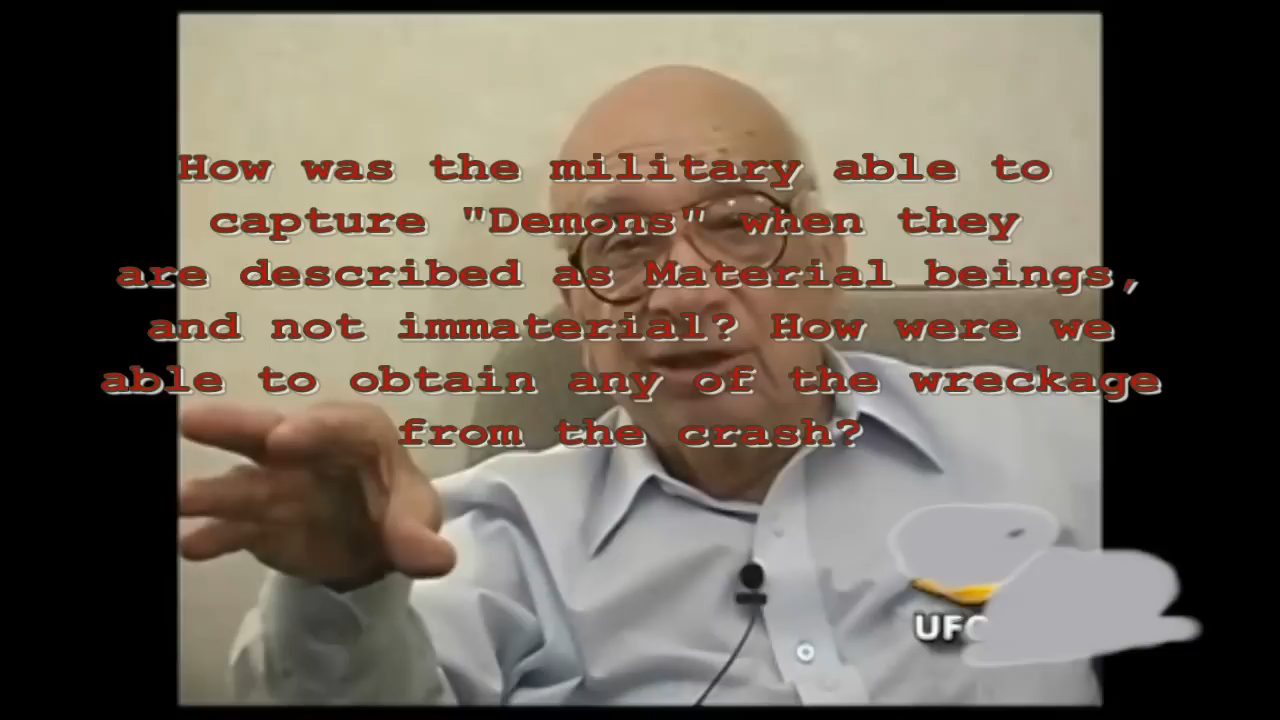 How was the military able to
capture "Demons" when they
are described as Material beings,
and not immaterial? How were we
able to obtain any of the wreckage
from the crash?